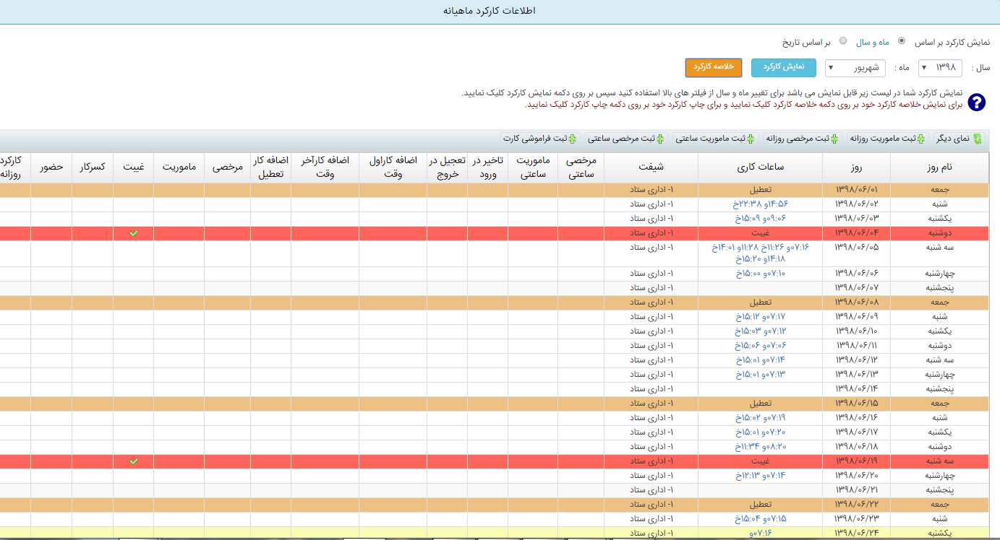 اطلاعات کارکرد ماهیانه
نمایش کارکرد بر اساس ماه و سال بر اساس تاریخ
سال : ۱۳۹۸ ماه : شهریور نمایش کارکرد خلاصه کارکرد
نمایش کارکرد شما در لیست زیر قابل نمایش می باشد برای تغییر ماه و سال از فیلتر های بالا استفاده کنید سپس بر روی دکمه نمایش کارکرد کلیک نمایید.
برای نمایش خلاصه کارکرد خود بر روی دکمه خلاصه کارکرد کلیک نمایید و برای چاپ کارکرد خود بر روی دکمه چاپ کارکرد کلیک نمایید.
نمای دیگر ثبت ماموریت روزانه ثبت مرخصی روزانه ثبت ماموریت ساعتی ثبت مرخصی ساعتی ثبت فراموشی کارت
نام روز روز ساعات کاری شیفت مرخصی ساعتی ماموریت ساعتی تاخیر در ورود تعجیل در خروج اضافه کاراول وقت اضافه کارآخر وقت اضافه کار تعطیل مرخصی ماموریت غیبت کسرکار حضور کارکرد روزانه
جمعه ۱۳۹۸/۰۶/۰۱ تعطیل ۱- اداری ستاد
شنبه ۱۳۹۸/۰۶/۰۲ ۱۴:۵۶و ۲۲:۳۸خ ۱- اداری ستاد
یکشنبه ۱۳۹۸/۰۶/۰۳ ۰۹:۰۶و ۱۵:۰۹خ ۱- اداری ستاد
دوشنبه ۱۳۹۸/۰۶/۰۴ غیبت ۱- اداری ستاد
سه شنبه ۱۳۹۸/۰۶/۰۵ ۰۷:۱۶و ۱۱:۲۶خ ۱۱:۲۸و ۱۴:۰۱خ ۱- اداری ستاد
۱۴:۱۸و ۱۵:۲۰خ
چهارشنبه ۱۳۹۸/۰۶/۰۶ ۰۷:۱۰و ۱۵:۰۰خ ۱- اداری ستاد
پنجشنبه ۱۳۹۸/۰۶/۰۷ ۱- اداری ستاد
جمعه ۱۳۹۸/۰۶/۰۸ تعطیل ۱- اداری ستاد
شنبه ۱۳۹۸/۰۶/۰۹ ۰۷:۱۷و ۱۵:۱۲خ ۱- اداری ستاد
یکشنبه ۱۳۹۸/۰۶/۱۰ ۰۷:۱۲و ۱۵:۰۳خ ۱- اداری ستاد
دوشنبه ۱۳۹۸/۰۶/۱۱ ۰۷:۰۶و ۱۵:۰۶خ ۱- اداری ستاد
سه شنبه ۱۳۹۸/۰۶/۱۲ ۰۷:۱۴و ۱۵:۰۱خ ۱- اداری ستاد
چهارشنبه ۱۳۹۸/۰۶/۱۳ ۰۷:۱۳و ۱۵:۰۱خ ۱- اداری ستاد
پنجشنبه ۱۳۹۸/۰۶/۱۴ ۱- اداری ستاد
جمعه ۱۳۹۸/۰۶/۱۵ تعطیل ۱- اداری ستاد
شنبه ۱۳۹۸/۰۶/۱۶ ۰۷:۱۹و ۱۵:۰۲خ ۱- اداری ستاد
یکشنبه ۱۳۹۸/۰۶/۱۷ ۰۷:۲۰و ۱۵:۰۱خ ۱- اداری ستاد
دوشنبه ۱۳۹۸/۰۶/۱۸ ۰۸:۲۰و ۱۱:۳۴خ ۱- اداری ستاد
سه شنبه ۱۳۹۸/۰۶/۱۹ غیبت ۱- اداری ستاد
چهارشنبه ۱۳۹۸/۰۶/۲۰ ۰۷:۱۴و ۱۲:۱۳خ ۱- اداری ستاد
پنجشنبه ۱۳۹۸/۰۶/۲۱ ۱- اداری ستاد
جمعه ۱۳۹۸/۰۶/۲۲ تعطیل ۱- اداری ستاد
شنبه ۱۳۹۸/۰۶/۲۳ ۰۷:۱۵و ۱۵:۰۴خ ۱- اداری ستاد
یکشنبه ۱۳۹۸/۰۶/۲۴ ۰۷:۱۶و ۱- اداری ستاد